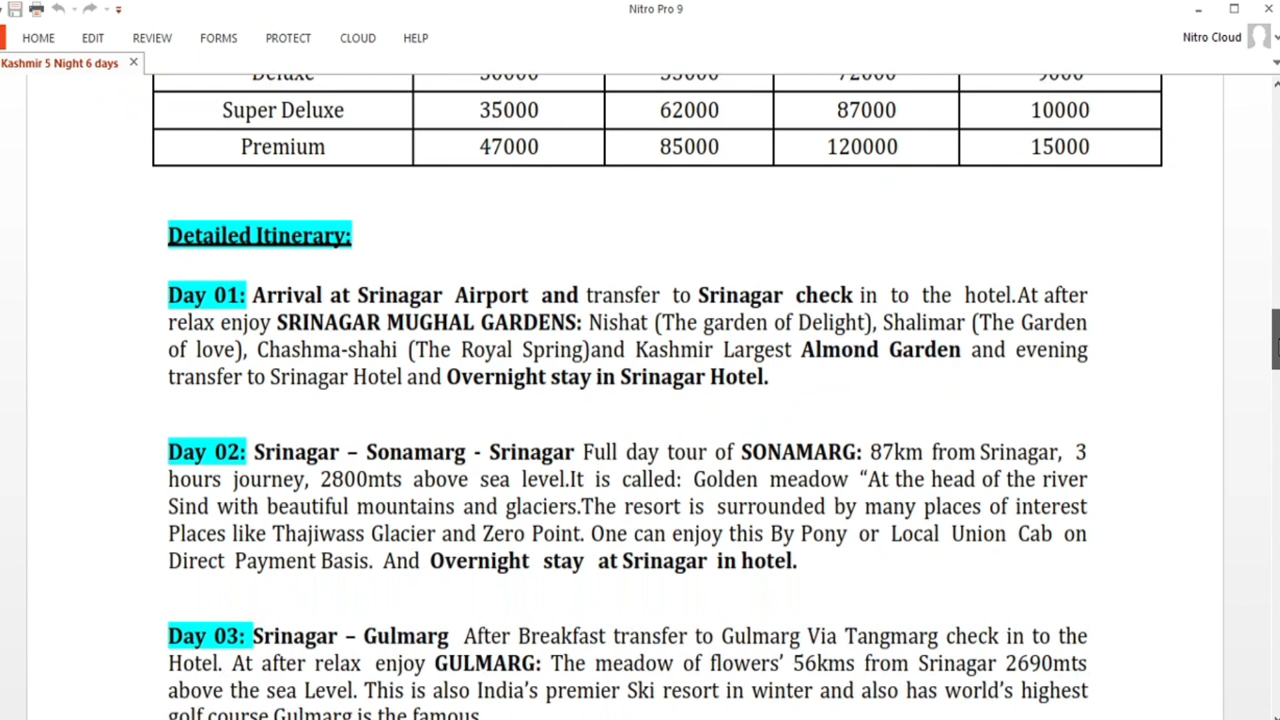 Nitro Pro 9
HOME EDIT REVIEW FORMS PROTECT CLOUD HELP Nitro Cloud
Kashmir 5 Night 6 days
Deluxe 72000 9000
Super Deluxe 35000 62000 87000 10000
Premium 47000 85000 120000 15000
Detailed Itinerary:
Day 01: Arrival at Srinagar Airport and transfer to Srinagar check in to the hotel.At after
relax enjoy SRINAGAR MUGHAL GARDENS: Nishat (The garden of Delight), Shalimar (The Garden
of love), Chashma-shahi (The Royal Spring)and Kashmir Largest Almond Garden and evening
transfer to Srinagar Hotel and Overnight stay in Srinagar Hotel.
Day 02: Srinagar – Sonamarg - Srinagar Full day tour of SONAMARG: 87km from Srinagar, 3
hours journey, 2800mts above sea level.It is called: Golden meadow “At the head of the river
Sind with beautiful mountains and glaciers.The resort is surrounded by many places of interest
Places like Thajiwass Glacier and Zero Point. One can enjoy this By Pony or Local Union Cab on
Direct Payment Basis. And Overnight stay at Srinagar in hotel.
Day 03: Srinagar – Gulmarg After Breakfast transfer to Gulmarg Via Tangmarg check in to the
Hotel. At after relax enjoy GULMARG: The meadow of flowers’ 56kms from Srinagar 2690mts
above the sea Level. This is also India’s premier Ski resort in winter and also has world’s highest
golf course Gulmarg is the famous